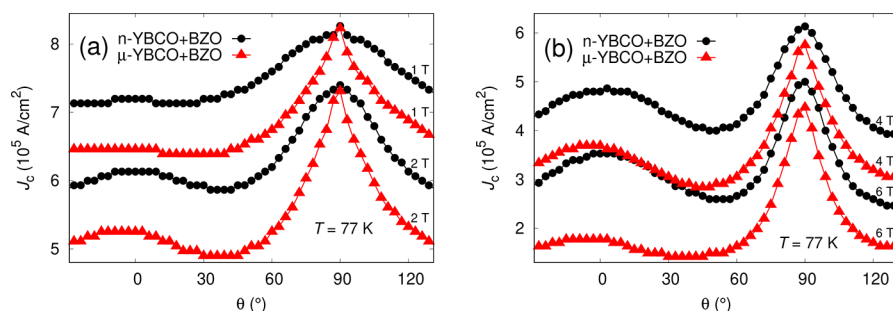 (a)
n-YBCO+BZO
μ-YBCO+BZO
8
7
6
5
Jc (10^5 A/cm^2)
1 T
1 T
2 T
2 T
T = 77 K
0 30 60 90 120
θ (°)
(b)
n-YBCO+BZO
μ-YBCO+BZO
6
5
4
3
2
Jc (10^5 A/cm^2)
4 T
4 T
6 T
6 T
T = 77 K
0 30 60 90 120
θ (°)